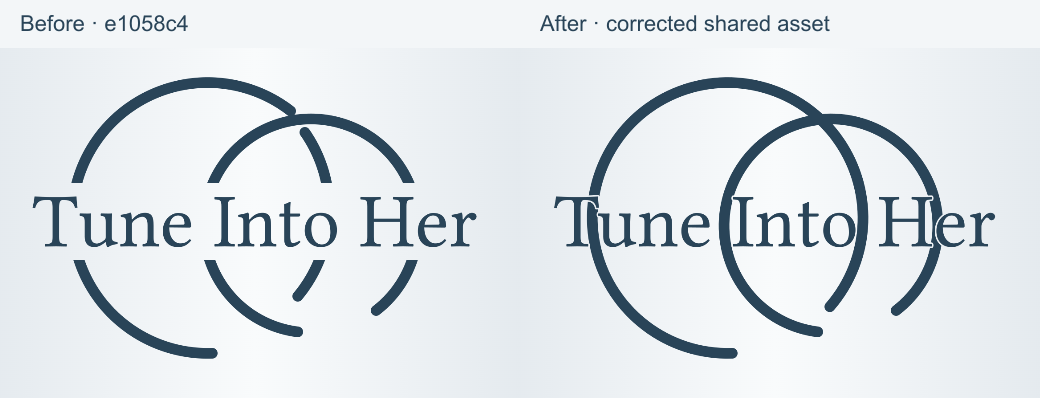 Before · e1058c4
After · corrected shared asset
Tune Into Her
Tune Into Her